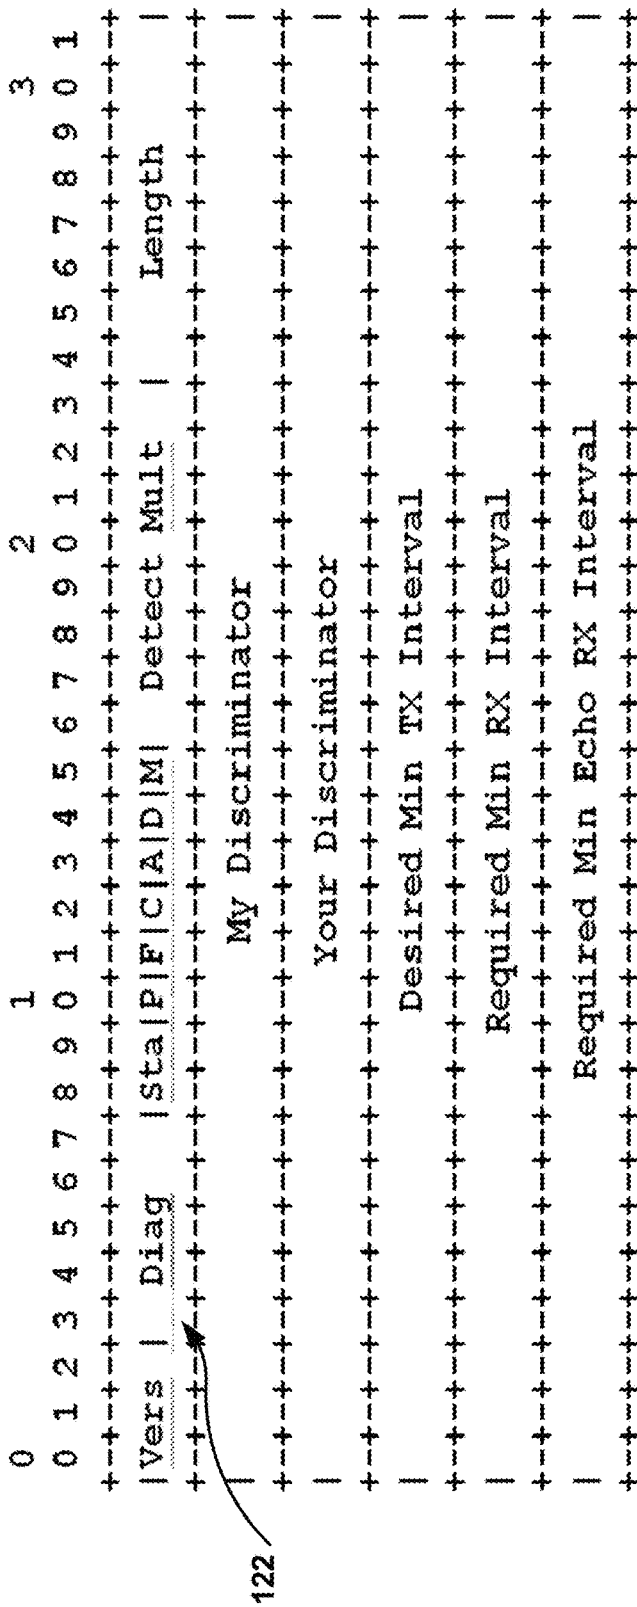 0                   1                   2                   3
0 1 2 3 4 5 6 7 8 9 0 1 2 3 4 5 6 7 8 9 0 1 2 3 4 5 6 7 8 9 0 1
+-+-+-+-+-+-+-+-+-+-+-+-+-+-+-+-+-+-+-+-+-+-+-+-+-+-+-+-+-+-+-+-+
|Vers |  Diag   |Sta|P|F|C|A|D|M|  Detect Mult  |    Length     |
+-+-+-+-+-+-+-+-+-+-+-+-+-+-+-+-+-+-+-+-+-+-+-+-+-+-+-+-+-+-+-+-+
|                       My Discriminator                        |
+-+-+-+-+-+-+-+-+-+-+-+-+-+-+-+-+-+-+-+-+-+-+-+-+-+-+-+-+-+-+-+-+
|                      Your Discriminator                       |
+-+-+-+-+-+-+-+-+-+-+-+-+-+-+-+-+-+-+-+-+-+-+-+-+-+-+-+-+-+-+-+-+
|                    Desired Min TX Interval                    |
+-+-+-+-+-+-+-+-+-+-+-+-+-+-+-+-+-+-+-+-+-+-+-+-+-+-+-+-+-+-+-+-+
|                   Required Min RX Interval                    |
+-+-+-+-+-+-+-+-+-+-+-+-+-+-+-+-+-+-+-+-+-+-+-+-+-+-+-+-+-+-+-+-+
|                 Required Min Echo RX Interval                 |
+-+-+-+-+-+-+-+-+-+-+-+-+-+-+-+-+-+-+-+-+-+-+-+-+-+-+-+-+-+-+-+-+
122